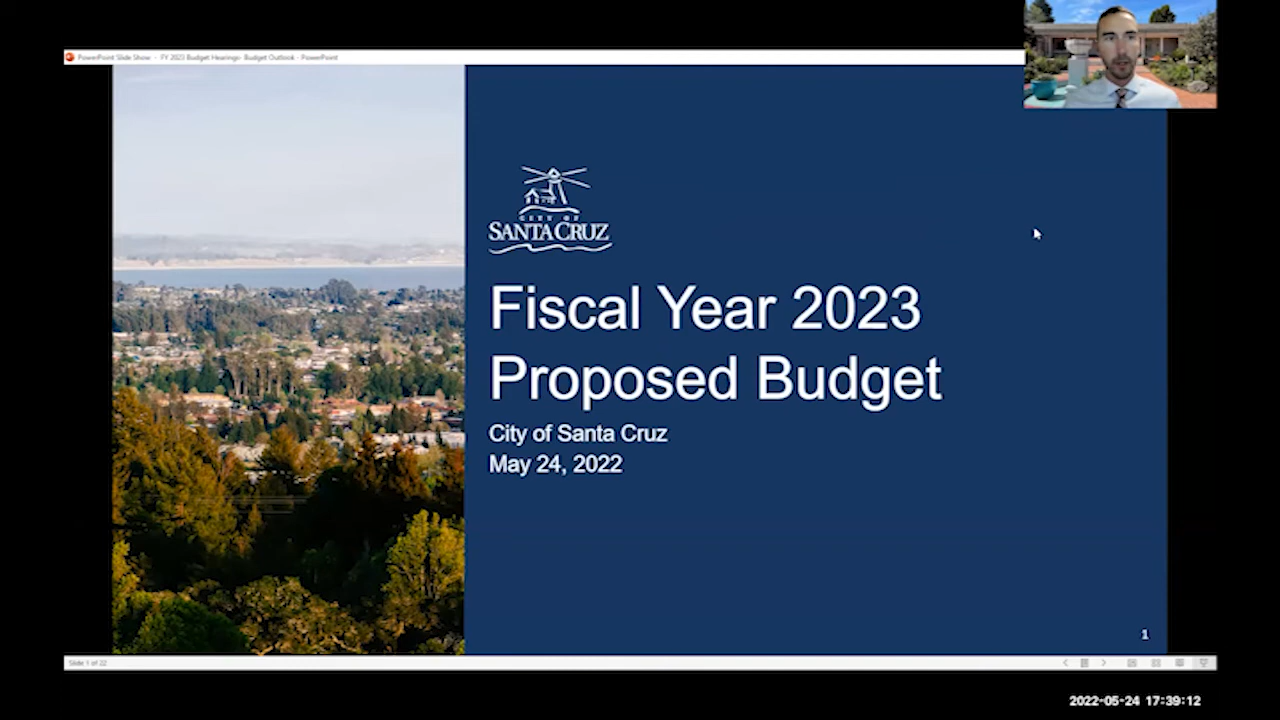 PowerPoint Slide Show - FY 2023 Budget Hearings- Budget Outlook - PowerPoint
CITY OF
SANTA CRUZ
Fiscal Year 2023
Proposed Budget
City of Santa Cruz
May 24, 2022
1
Slide 1 of 22
2022-05-24 17:39:12